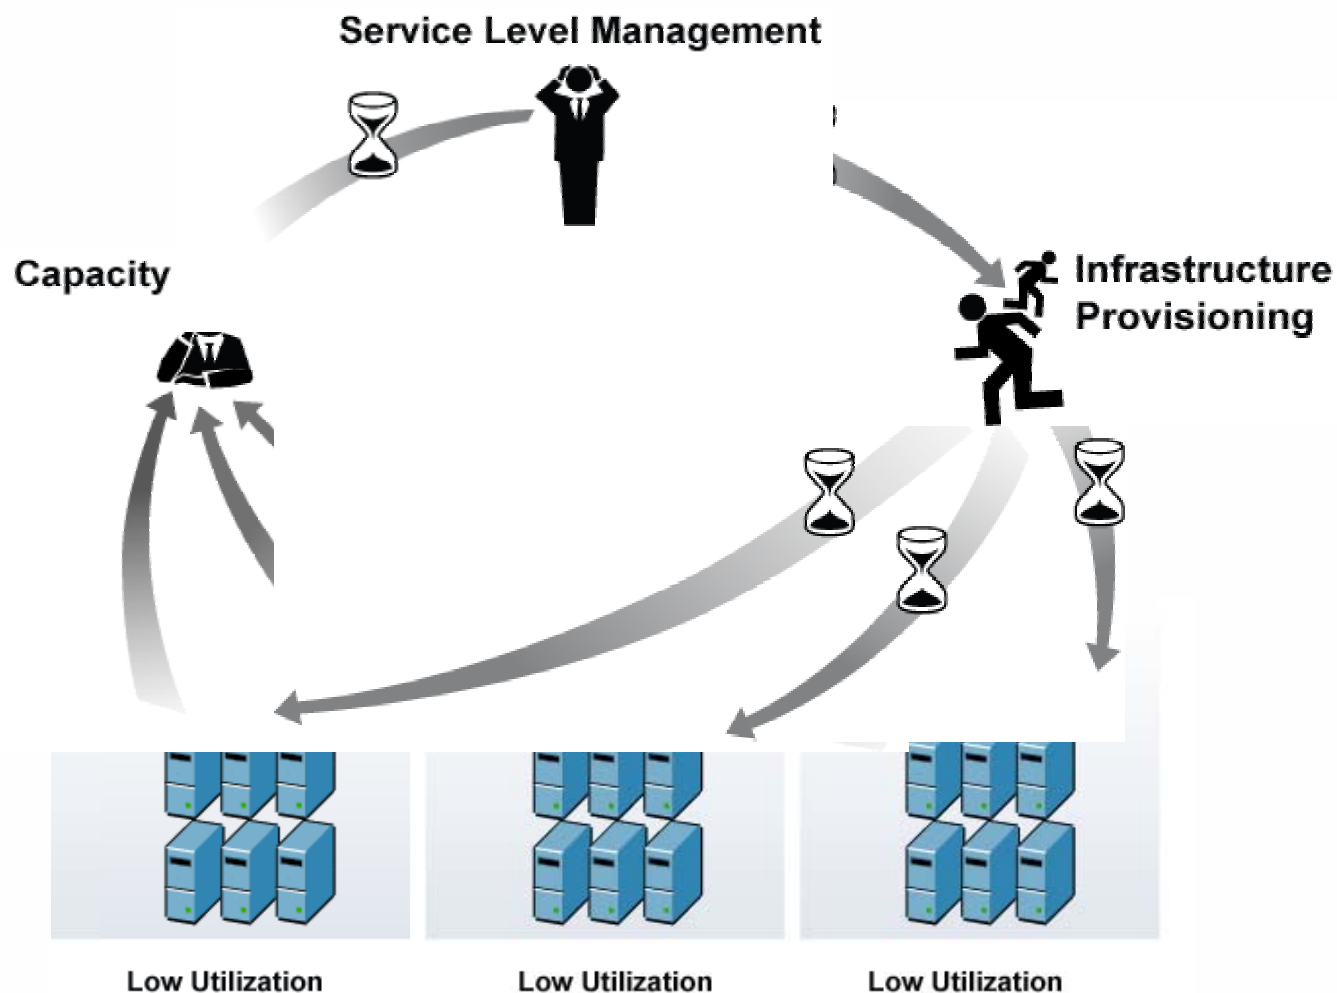 Service Level Management
Capacity
Infrastructure
Provisioning
Low Utilization
Low Utilization
Low Utilization